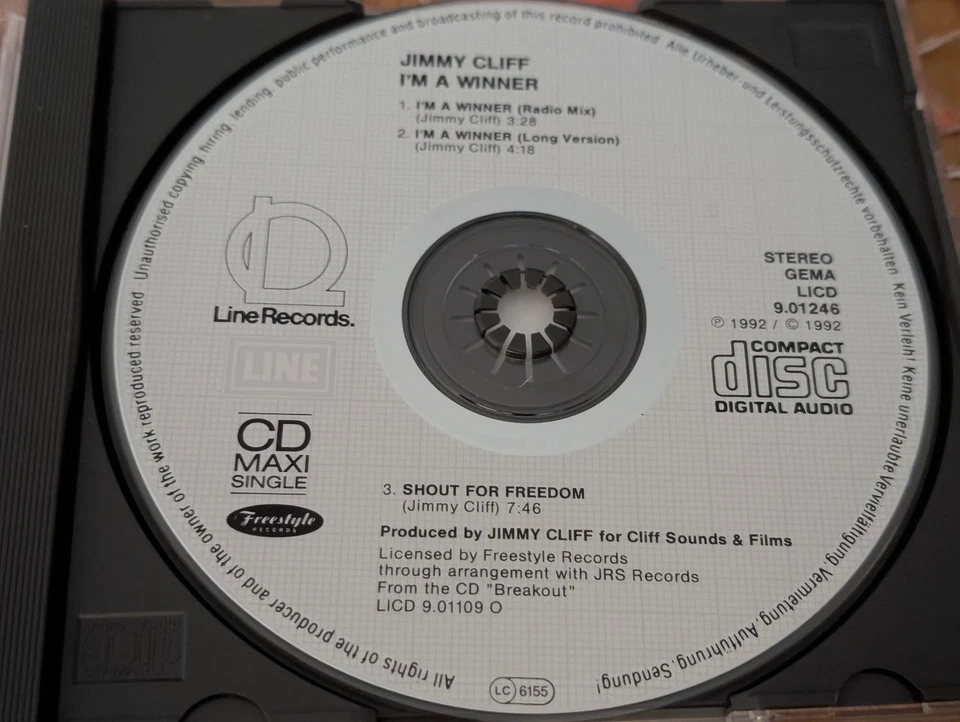 JIMMY CLIFF
I'M A WINNER
1. I'M A WINNER (Radio Mix)
(Jimmy Cliff) 3:28
2. I'M A WINNER (Long Version)
(Jimmy Cliff) 4:18
Line Records.
LINE
CD
MAXI
SINGLE
Freestyle
RECORDS
STEREO
GEMA
LICD
9.01246
℗ 1992 / © 1992
COMPACT
disc
DIGITAL AUDIO
3. SHOUT FOR FREEDOM
(Jimmy Cliff) 7:46
Produced by JIMMY CLIFF for Cliff Sounds & Films
Licensed by Freestyle Records
through arrangement with JRS Records
From the CD "Breakout"
LICD 9.01109 O
LC 6155
All rights of the producer and of the owner of the work reproduced reserved Unauthorised copying, hiring, lending, public performance and broadcasting of this record prohibited Alle Urheber- und Leistungsschutzrechte vorbehalten Kein Verleih! Keine unerlaubte Vervielfältigung, Vermietung, Aufführung, Sendung!